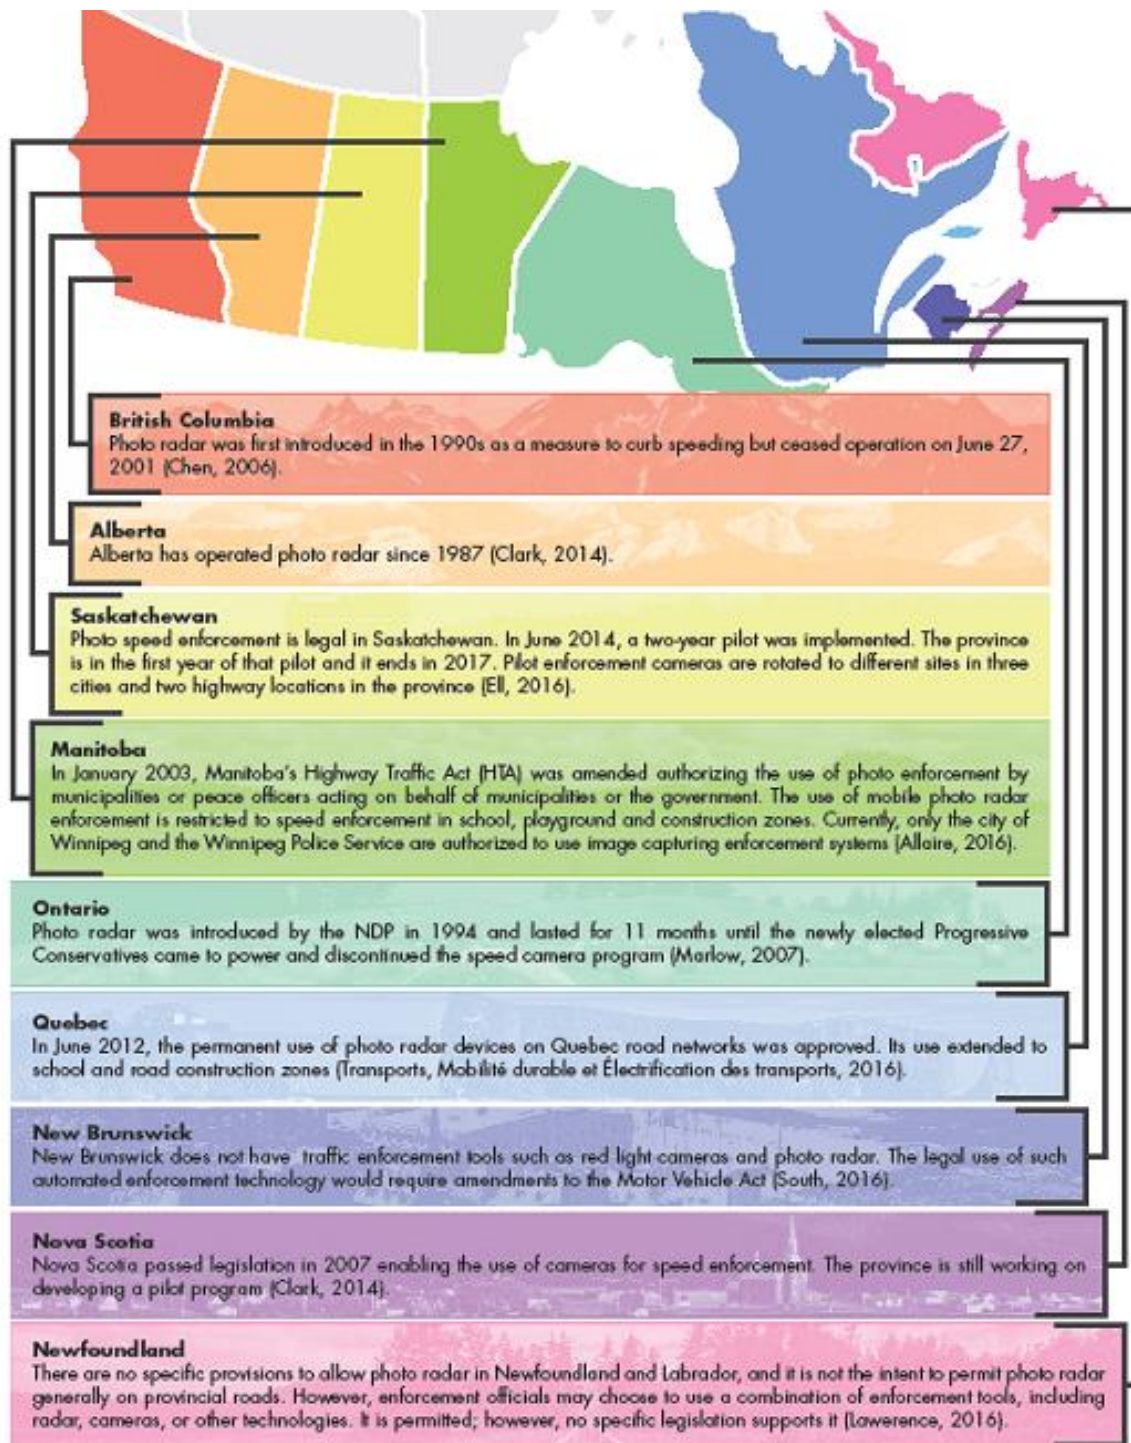 British Columbia
Photo radar was first introduced in the 1990s as a measure to curb speeding but ceased operation on June 27,
2001 (Chen, 2006).
Alberta
Alberta has operated photo radar since 1987 (Clark, 2014).
Saskatchewan
Photo speed enforcement is legal in Saskatchewan. In June 2014, a two-year pilot was implemented. The province
is in the first year of that pilot and it ends in 2017. Pilot enforcement cameras are rotated to different sites in three
cities and two highway locations in the province (Ell, 2016).
Manitoba
In January 2003, Manitoba's Highway Traffic Act (HTA) was amended authorizing the use of photo enforcement by
municipalities or peace officers acting on behalf of municipalities or the government. The use of mobile photo radar
enforcement is restricted to speed enforcement in school, playground and construction zones. Currently, only the city of
Winnipeg and the Winnipeg Police Service are authorized to use image capturing enforcement systems (Allaire, 2016).
Ontario
Photo radar was introduced by the NDP in 1994 and lasted for 11 months until the newly elected Progressive
Conservatives came to power and discontinued the speed camera program (Marlow, 2007).
Quebec
In June 2012, the permanent use of photo radar devices on Quebec road networks was approved. Its use extended to
school and road construction zones (Transports, Mobilité durable et Électrification des transports, 2016).
New Brunswick
New Brunswick does not have traffic enforcement tools such as red light cameras and photo radar. The legal use of such
automated enforcement technology would require amendments to the Motor Vehicle Act (South, 2016).
Nova Scotia
Nova Scotia passed legislation in 2007 enabling the use of cameras for speed enforcement. The province is still working on
developing a pilot program (Clark, 2014).
Newfoundland
There are no specific provisions to allow photo radar in Newfoundland and Labrador, and it is not the intent to permit photo radar
generally on provincial roads. However, enforcement officials may choose to use a combination of enforcement tools, including
radar, cameras, or other technologies. It is permitted; however, no specific legislation supports it (Lawerence, 2016).